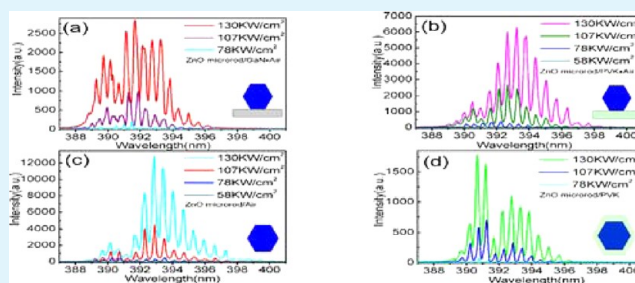 (a)
130KW/cm²
107KW/cm²
78KW/cm²
ZnO microrod/GaN+Air
Intensity(a.u.)
2500
2000
1500
1000
500
0
388 390 392 394 396 398 400
Wavelength(nm)
(b)
130KW/cm²
107KW/cm²
78KW/cm²
58KW/cm²
ZnO microrod/PVK+Air
Intensity(a.u.)
7000
6000
5000
4000
3000
2000
1000
0
388 390 392 394 396 398 400
Wavelength(nm)
(c)
130KW/cm²
107KW/cm²
78KW/cm²
58KW/cm²
ZnO microrod/Air
Intensity(a.u.)
12000
10000
8000
6000
4000
2000
0
388 390 392 394 396 398 400
Wavelength(nm)
(d)
130KW/cm²
107KW/cm²
78KW/cm²
ZnO microrod/PVK
Intensity(a.u.)
1500
1000
500
0
388 390 392 394 396 398 400
Wavelength(nm)